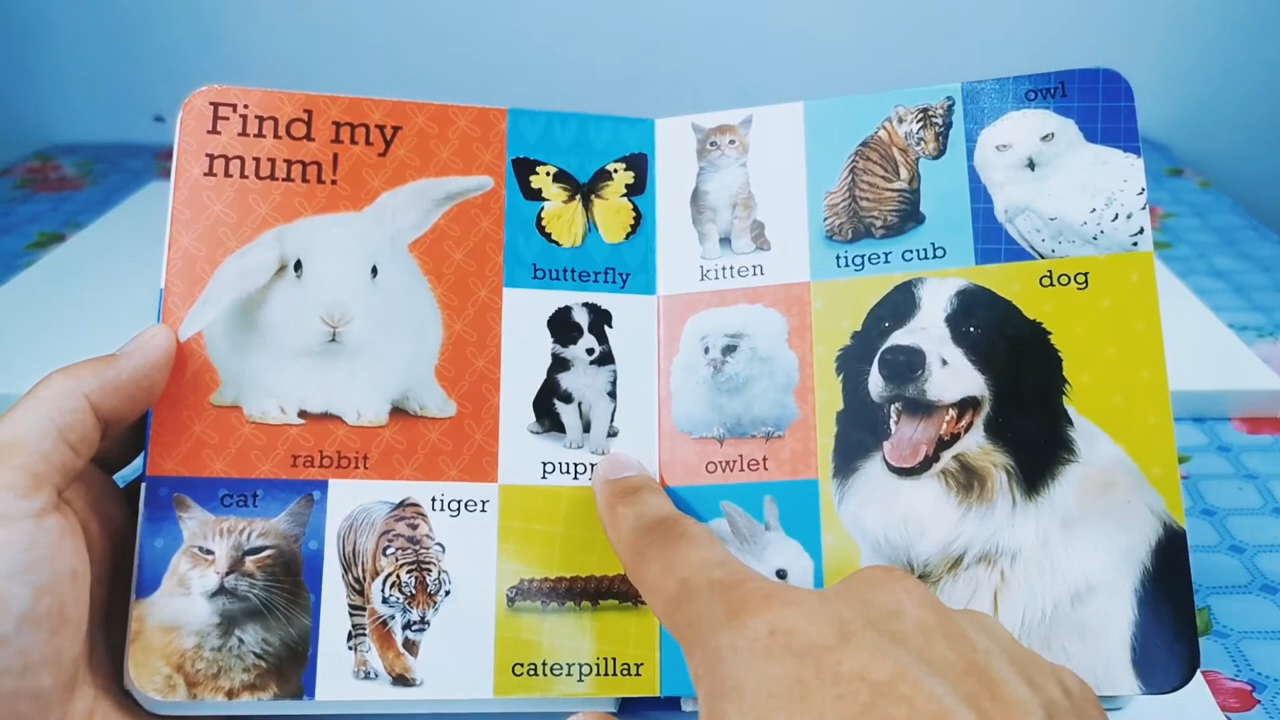 Find my
mum!
rabbit
butterfly
cat
tiger
caterpillar
kitten
tiger cub
owl
owlet
dog